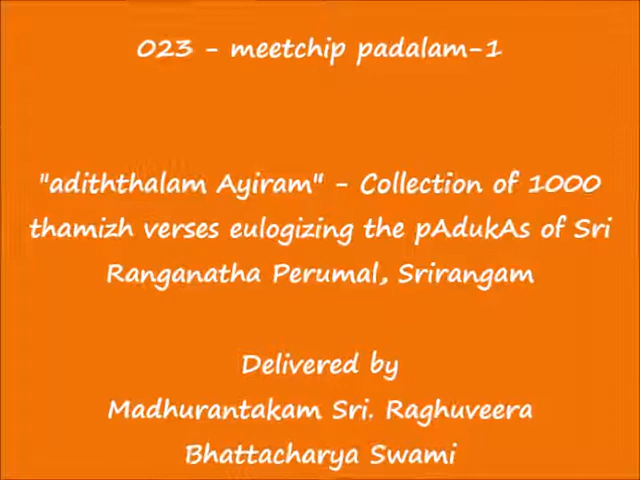 023 - meetchip padalam-1
"adiththalam Ayiram" - Collection of 1000
thamizh verses eulogizing the pAdukAs of Sri
Ranganatha Perumal, Srirangam
Delivered by
Madhurantakam Sri. Raghuveera
Bhattacharya Swami